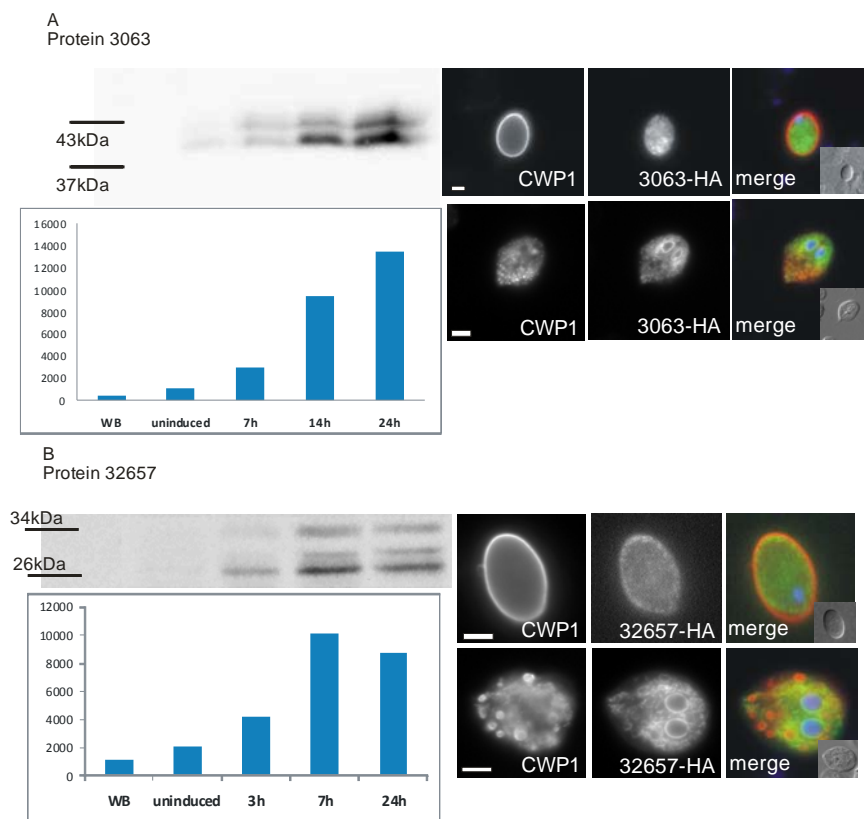 A
Protein 3063
43kDa
37kDa
CWP1
3063-HA
merge
CWP1
3063-HA
merge
16000
14000
12000
10000
8000
6000
4000
2000
0
WB uninduced 7h 14h 24h
B
Protein 32657
34kDa
26kDa
CWP1
32657-HA
merge
CWP1
32657-HA
merge
12000
10000
8000
6000
4000
2000
0
WB uninduced 3h 7h 24h